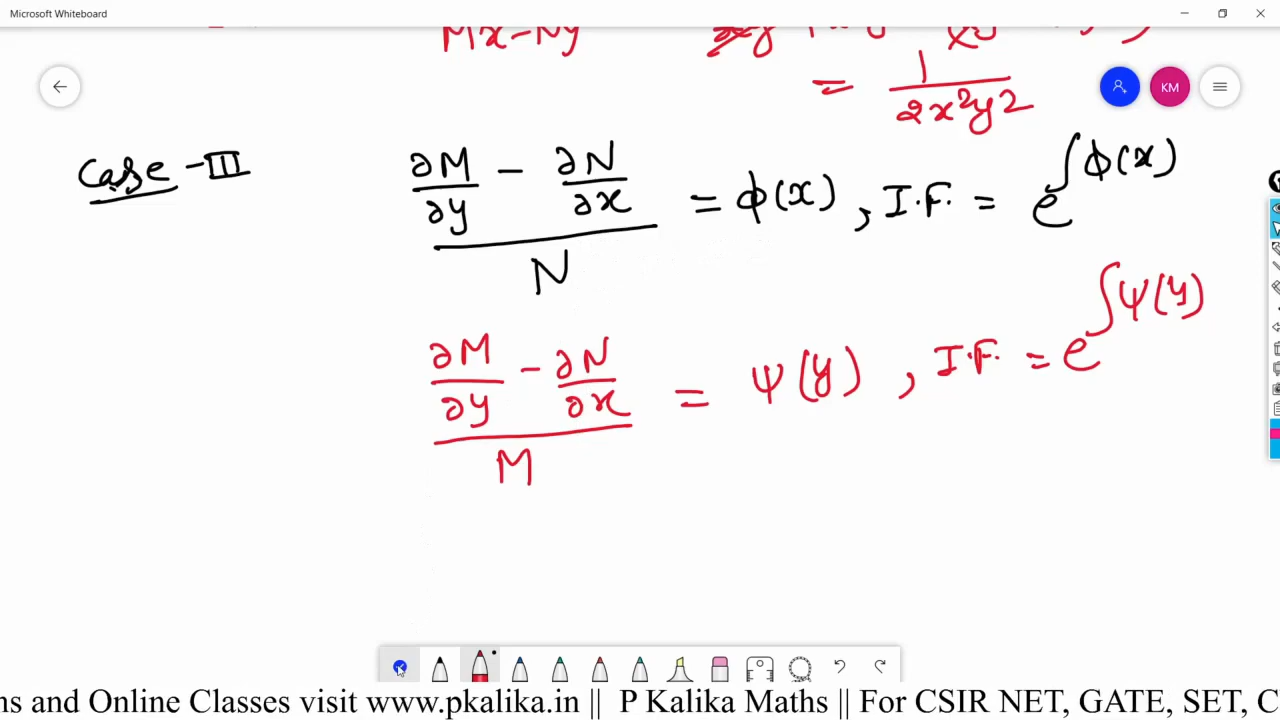 Microsoft Whiteboard
Mx-Ny
= 1/2x²y²
KM
Case - III
(∂M/∂y - ∂N/∂x)/N = ϕ(x), I.F. = e^∫ϕ(x)
(∂M/∂y - ∂N/∂x)/M = ψ(y), I.F. = e^∫ψ(y)
ns and Online Classes visit www.pkalika.in || P Kalika Maths || For CSIR NET, GATE, SET, C